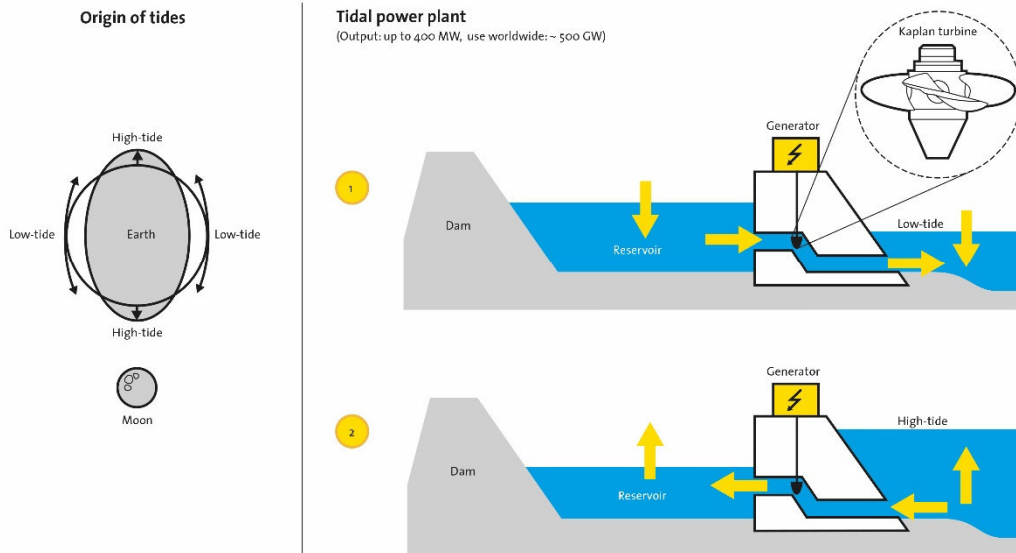 Origin of tides
High-tide
Low-tide
Earth
Low-tide
High-tide
Moon
Tidal power plant
(Output: up to 400 MW, use worldwide: ~ 500 GW)
Kaplan turbine
Generator
1
Dam
Reservoir
Low-tide
Generator
2
High-tide
Dam
Reservoir